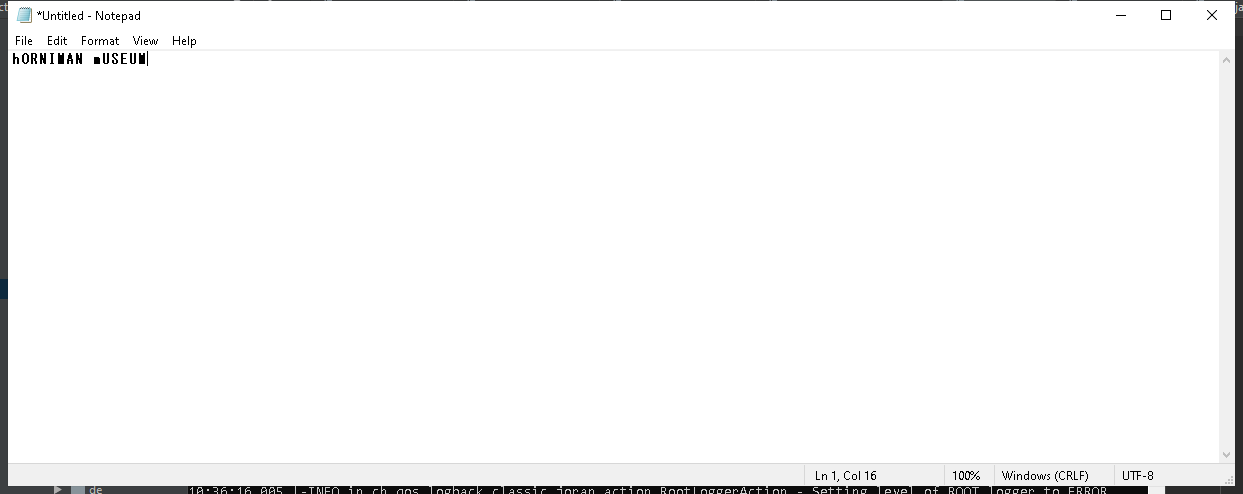 *Untitled - Notepad
File Edit Format View Help
hORNIMAN mUSEUM
Ln 1, Col 16 100% Windows (CRLF) UTF-8
de 10:36:16,005 |-INFO in ch.qos.logback.classic.joran.action.RootLoggerAction - Setting level of ROOT logger to ERROR